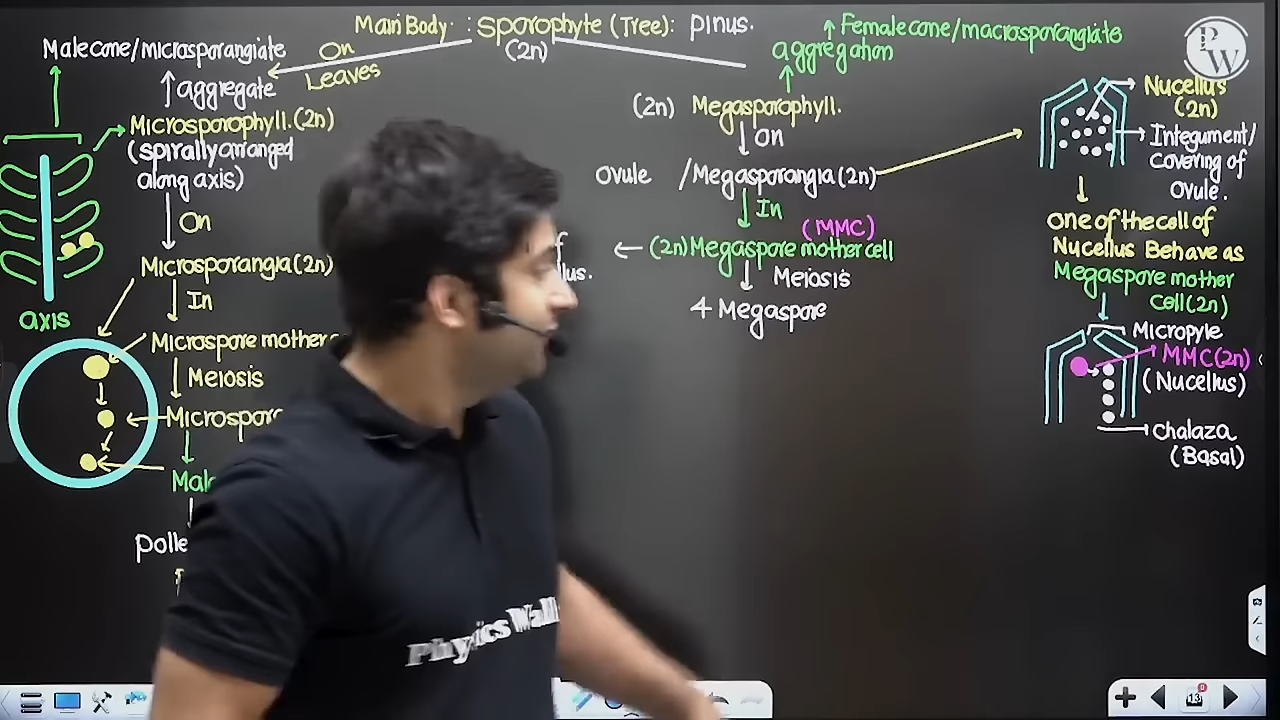 Main Body : Sporophyte (Tree): Pinus.
(2n)
Male cone/microsporangiate
On
Leaves
↑aggregate
Microsporophyll.(2n)
(spirally arranged
along axis)
On
Microsporangia(2n)
In
axis
Microspore mother
Meiosis
Microspore
Male
polle
↑ Female cone/macrosporangiate
aggregation
(2n) Megasporophyll.
On
Ovule /Megasporangia(2n)
In
(MMC)
← (2n)Megaspore mother cell
Meiosis
4 Megaspore
PW
Nucellus
(2n)
Integument/
covering of
Ovule.
one of the cell of
Nucellus Behave as
Megaspore mother
cell(2n)
Micropyle
MMC(2n)
(Nucellus)
chalaza
(Basal)
Physics Wall
13